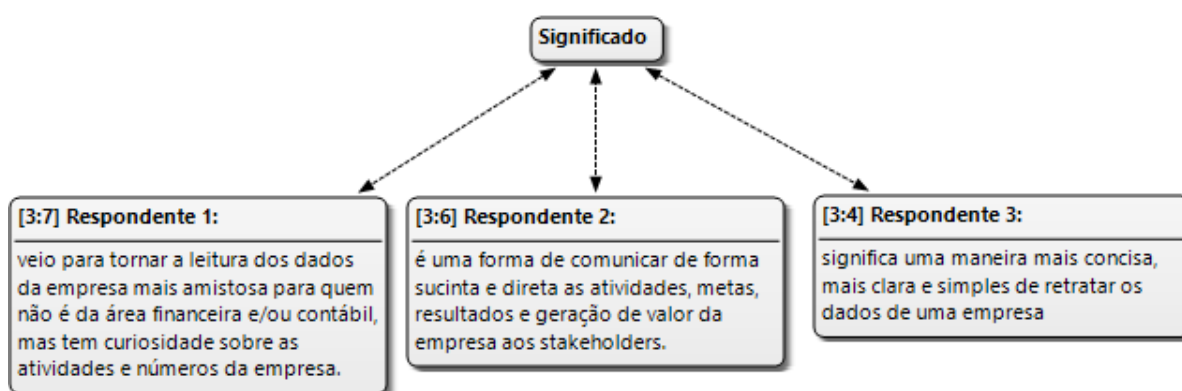 Significado
[3:7] Respondente 1:
veio para tornar a leitura dos dados
da empresa mais amistosa para quem
não é da área financeira e/ou contábil,
mas tem curiosidade sobre as
atividades e números da empresa.
[3:6] Respondente 2:
é uma forma de comunicar de forma
sucinta e direta as atividades, metas,
resultados e geração de valor da
empresa aos stakeholders.
[3:4] Respondente 3:
significa uma maneira mais concisa,
mais clara e simples de retratar os
dados de uma empresa